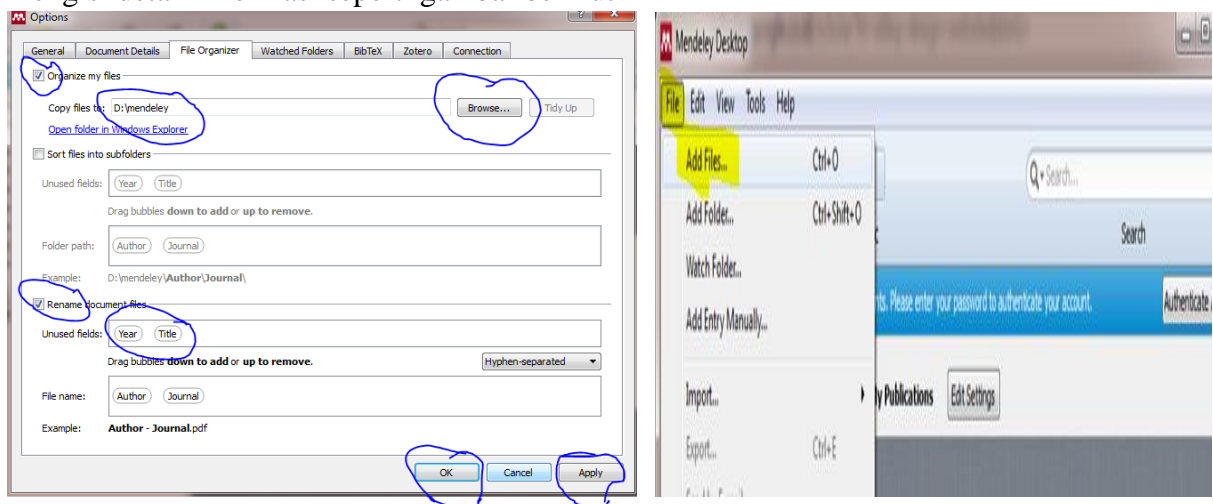 Options
General Document Details File Organizer Watched Folders BibTeX Zotero Connection
Organize my files
Copy files to: D:\mendeley Browse... Tidy Up
Open folder in Windows Explorer
Sort files into subfolders
Unused fields: Year Title
Drag bubbles down to add or up to remove.
Folder path: Author Journal
Example: D:\mendeley\Author\Journal\
Rename document files
Unused fields: Year Title
Drag bubbles down to add or up to remove. Hyphen-separated
File name: Author Journal
Example: Author - Journal.pdf
OK Cancel Apply
Mendeley Desktop
File Edit View Tools Help
Add Files... Ctrl+O
Search...
Add Folder... Ctrl+Shift+O
Search
Watch Folder...
Please enter your password to authenticate your account. Authenticate
Add Entry Manually...
Import... Publications Edit Settings
Export... Ctrl+E